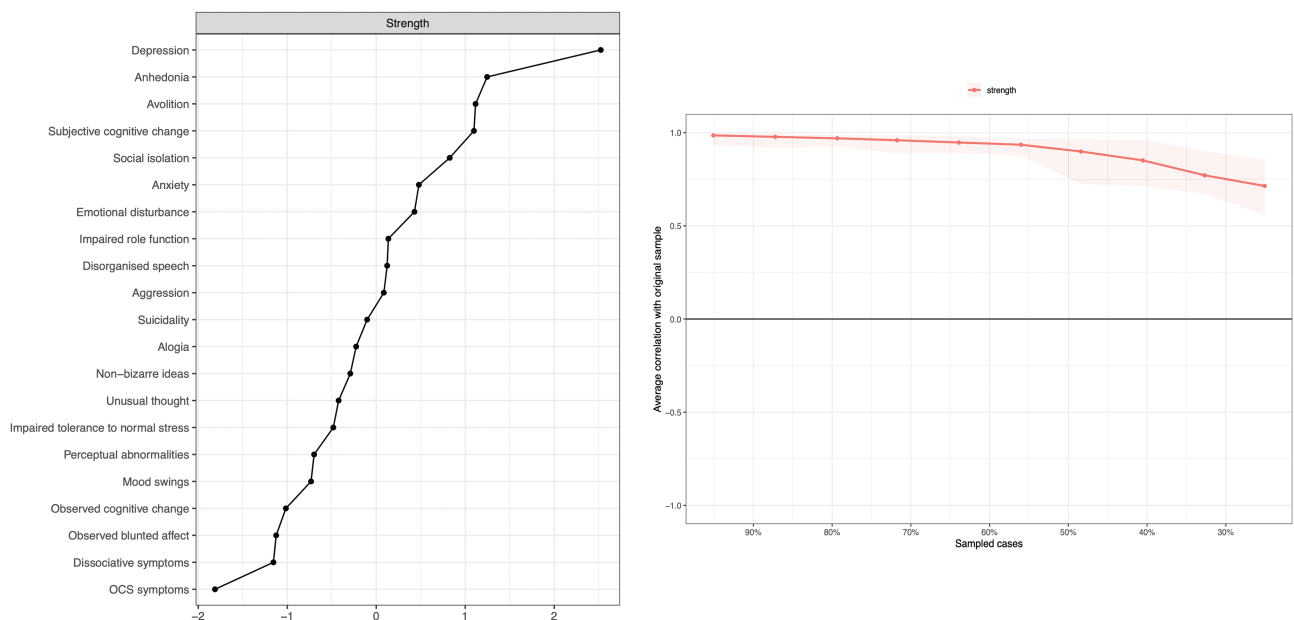 Strength
Depression
Anhedonia
Avolition
Subjective cognitive change
Social isolation
Anxiety
Emotional disturbance
Impaired role function
Disorganised speech
Aggression
Suicidality
Alogia
Non−bizarre ideas
Unusual thought
Impaired tolerance to normal stress
Perceptual abnormalities
Mood swings
Observed cognitive change
Observed blunted affect
Dissociative symptoms
OCS symptoms
−2 −1 0 1 2
strength
Average correlation with original sample
1.0
0.5
0.0
−0.5
−1.0
90% 80% 70% 60% 50% 40% 30%
Sampled cases